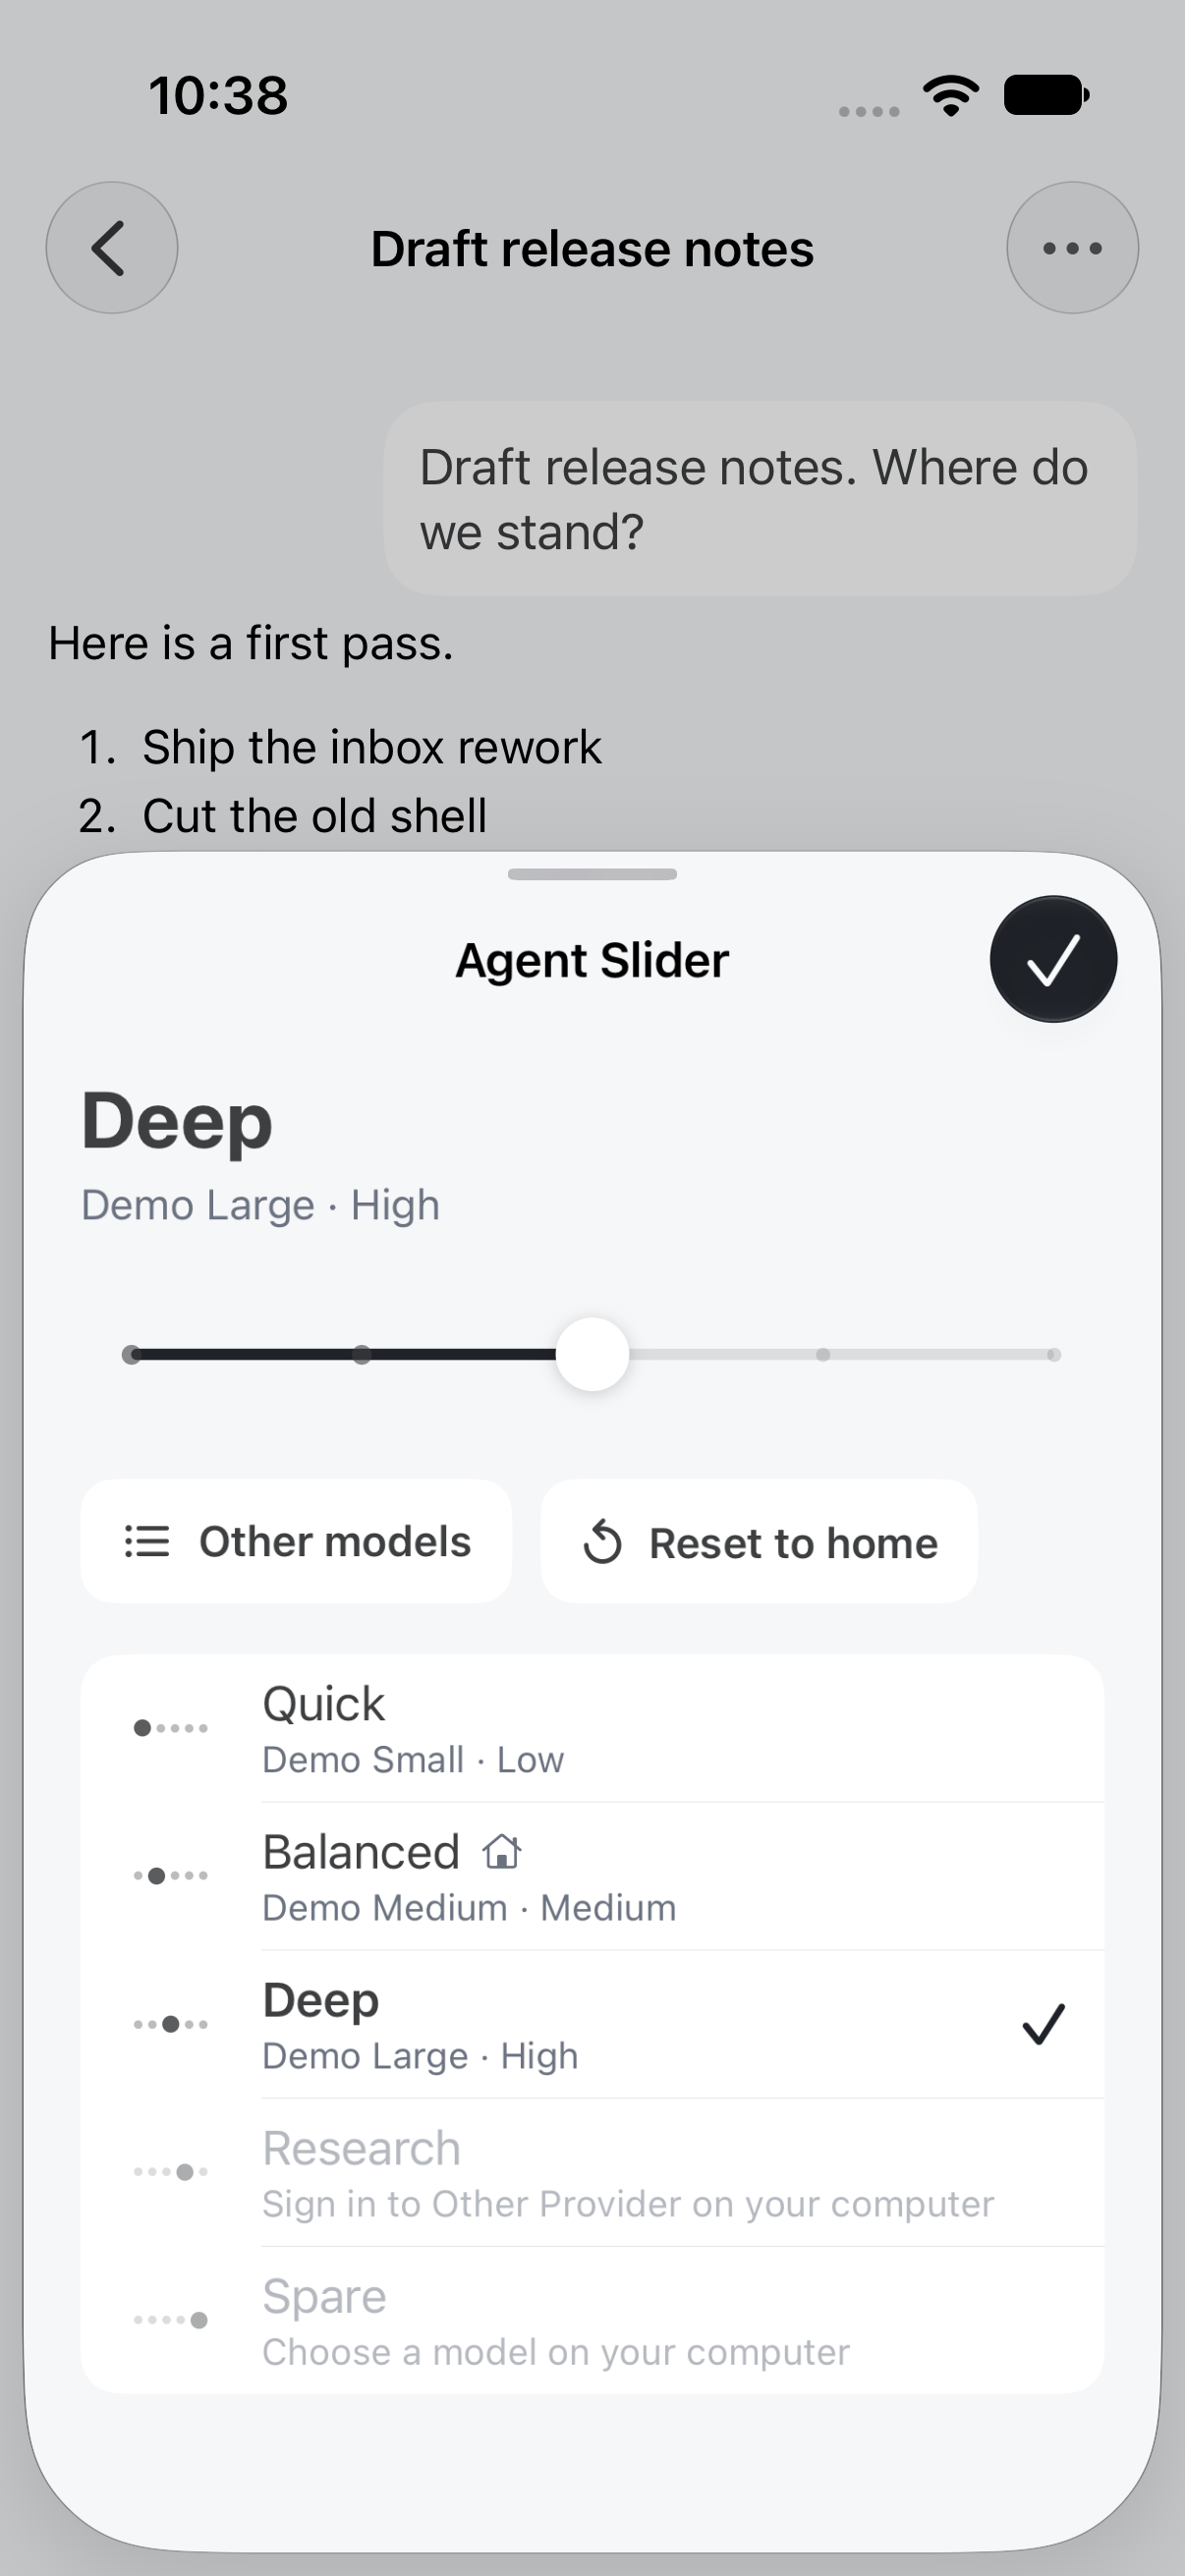 10:38
Draft release notes
Draft release notes. Where do
we stand?
Here is a first pass.
1. Ship the inbox rework
2. Cut the old shell
Agent Slider
Deep
Demo Large · High
Other models
Reset to home
Quick
Demo Small · Low
Balanced
Demo Medium · Medium
Deep
Demo Large · High
Research
Sign in to Other Provider on your computer
Spare
Choose a model on your computer